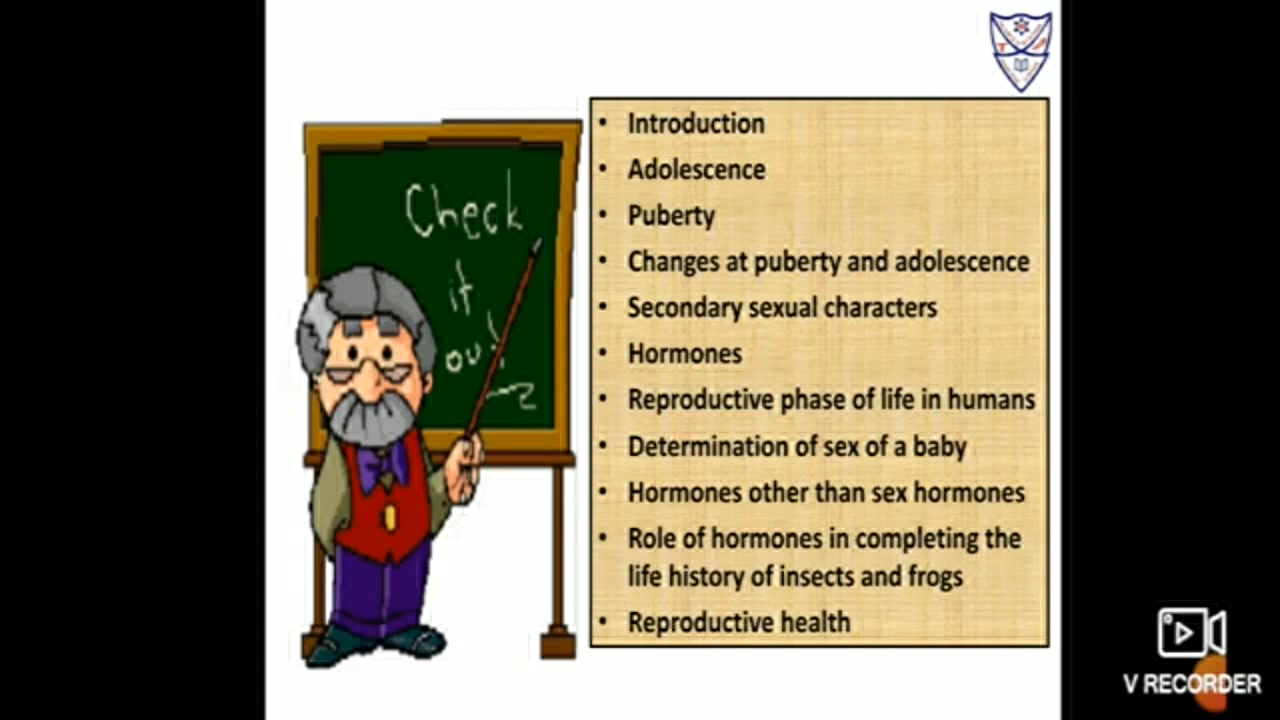 Check
it
out!
• Introduction
• Adolescence
• Puberty
• Changes at puberty and adolescence
• Secondary sexual characters
• Hormones
• Reproductive phase of life in humans
• Determination of sex of a baby
• Hormones other than sex hormones
• Role of hormones in completing the
life history of insects and frogs
• Reproductive health
V RECORDER